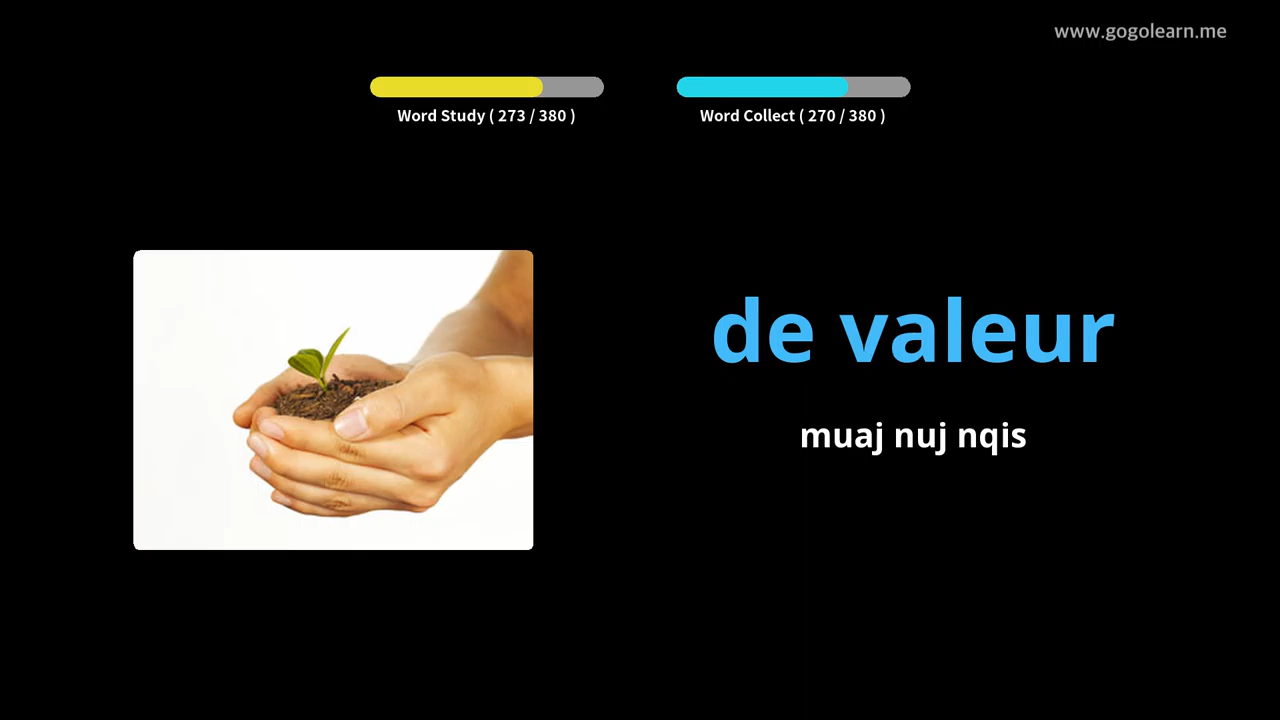 www.gogolearn.me
Word Study ( 273 / 380 )
Word Collect ( 270 / 380 )
de valeur
muaj nuj nqis